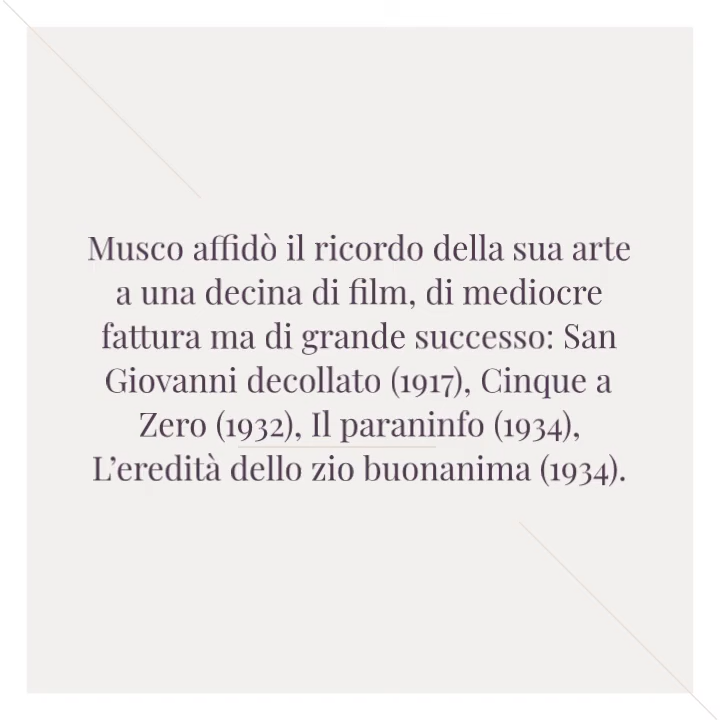 Musco affidò il ricordo della sua arte
a una decina di film, di mediocre
fattura ma di grande successo: San
Giovanni decollato (1917), Cinque a
Zero (1932), Il paraninfo (1934),
L’eredità dello zio buonanima (1934).